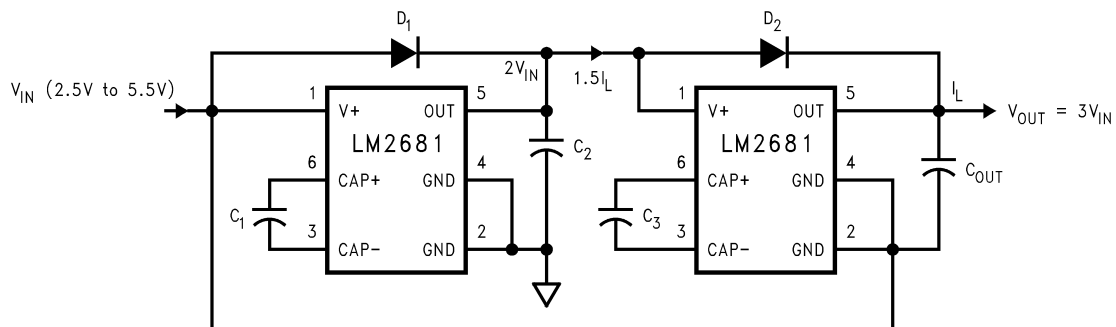 D1
D2
2VIN
1.5IL
VIN (2.5V to 5.5V)
1
V+
OUT
5
LM2681
6
CAP+
GND
4
3
CAP-
GND
2
C1
C2
1
V+
OUT
5
LM2681
6
CAP+
GND
4
3
CAP-
GND
2
C3
IL
VOUT = 3VIN
COUT